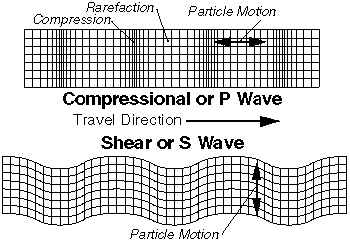 Rarefaction
Particle Motion
Compression
Compressional or P Wave
Travel Direction
Shear or S Wave
Particle Motion